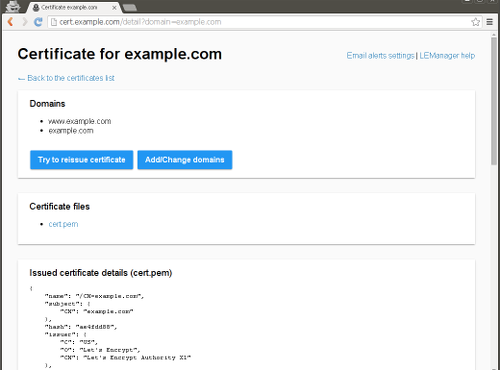 Certificate example.com
cert.example.com/detail?domain=example.com
Certificate for example.com
Email alerts settings | LEManager help
← Back to the certificates list
Domains
www.example.com
example.com
Try to reissue certificate
Add/Change domains
Certificate files
cert.pem
Issued certificate details (cert.pem)
{
"name": "/CN=example.com",
"subject": {
"CN": "example.com"
},
"hash": "ae4fdd88",
"issuer": {
"C": "US",
"O": "Let's Encrypt",
"CN": "Let's Encrypt Authority X1"
},